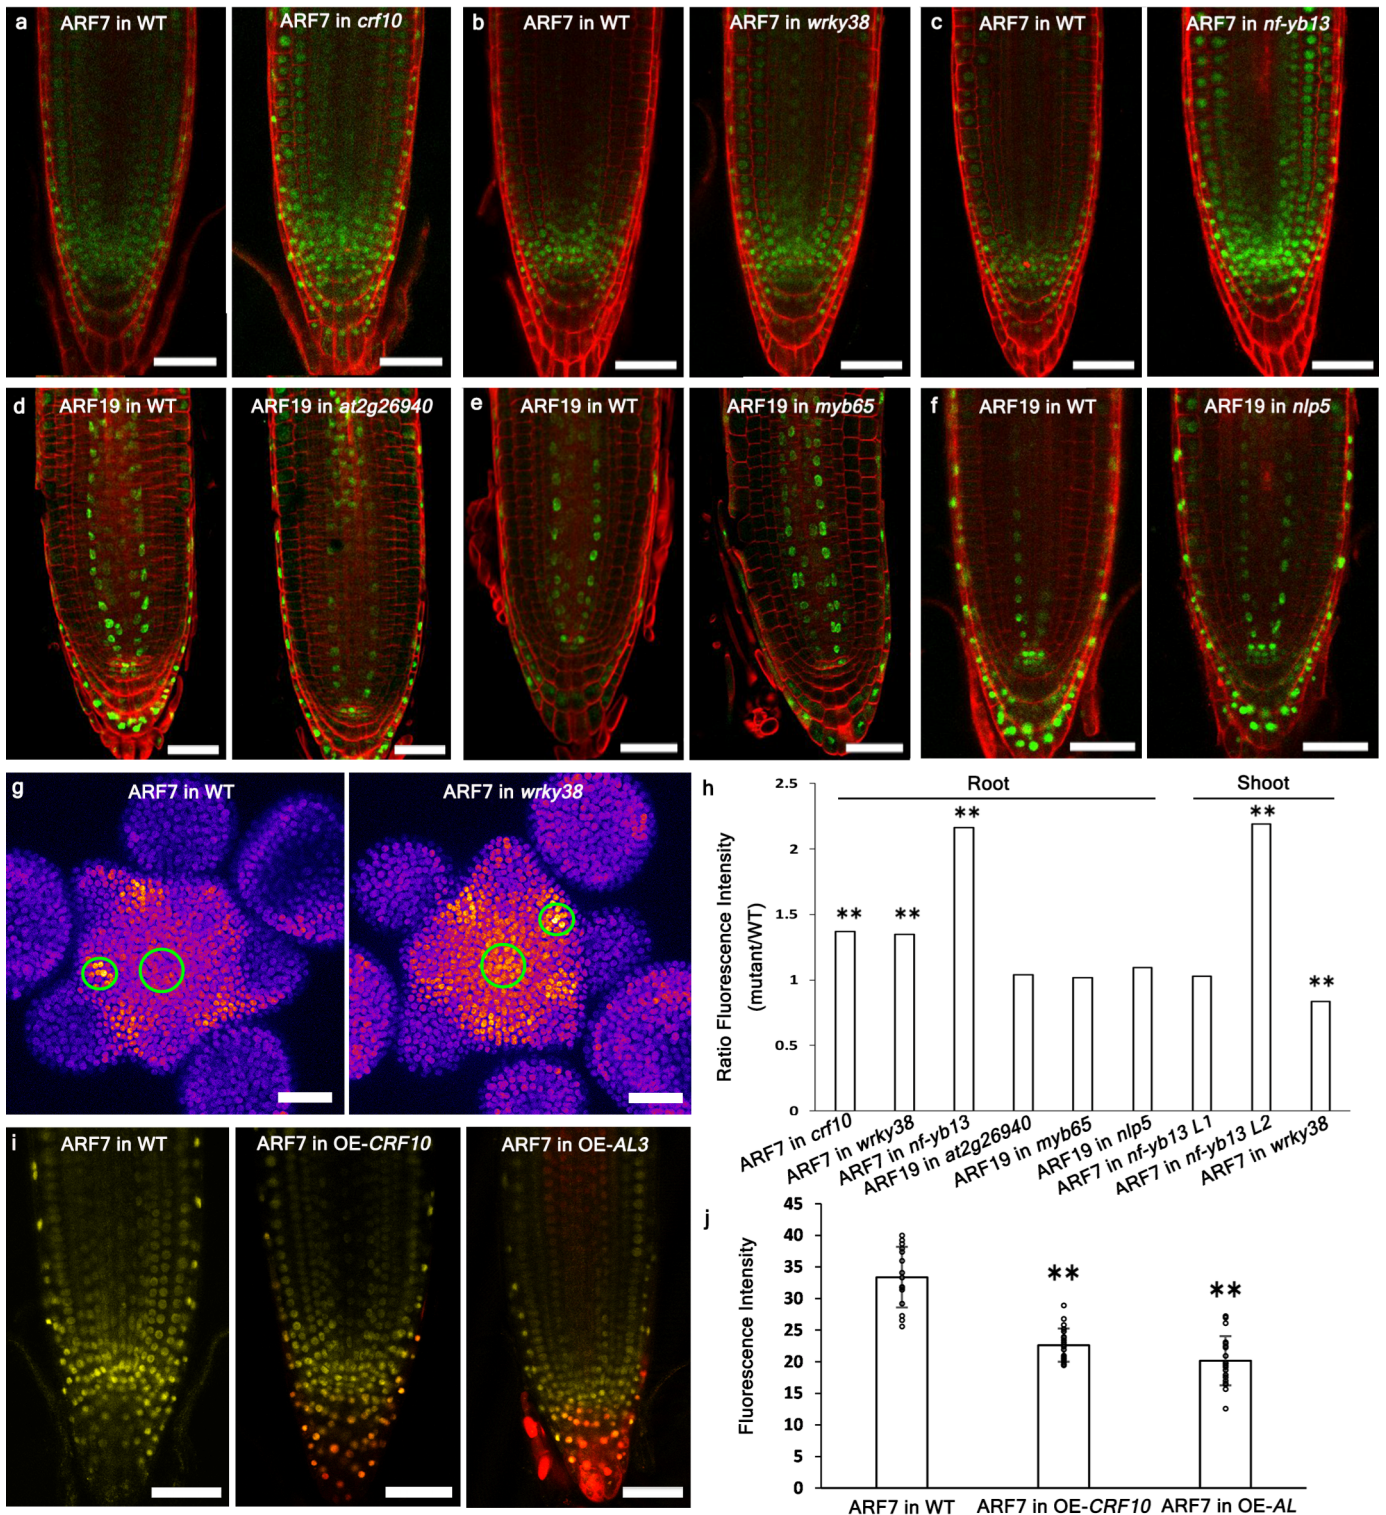 a ARF7 in WT ARF7 in crf10 b ARF7 in WT ARF7 in wrky38 c ARF7 in WT ARF7 in nf-yb13
d ARF19 in WT ARF19 in at2g26940 e ARF19 in WT ARF19 in myb65 f ARF19 in WT ARF19 in nlp5
g ARF7 in WT ARF7 in wrky38
h
Root Shoot
Ratio Fluorescence Intensity
(mutant/WT)
2.5
2
1.5
1
0.5
0
** ** ** ** **
ARF7 in crf10
ARF7 in wrky38
ARF7 in nf-yb13
ARF19 in at2g26940
ARF19 in myb65
ARF19 in nlp5
ARF7 in nf-yb13 L1
ARF7 in nf-yb13 L2
ARF7 in wrky38
i ARF7 in WT ARF7 in OE-CRF10 ARF7 in OE-AL3
j
Fluorescence Intensity
45
40
35
30
25
20
15
10
5
0
** **
ARF7 in WT ARF7 in OE-CRF10 ARF7 in OE-AL